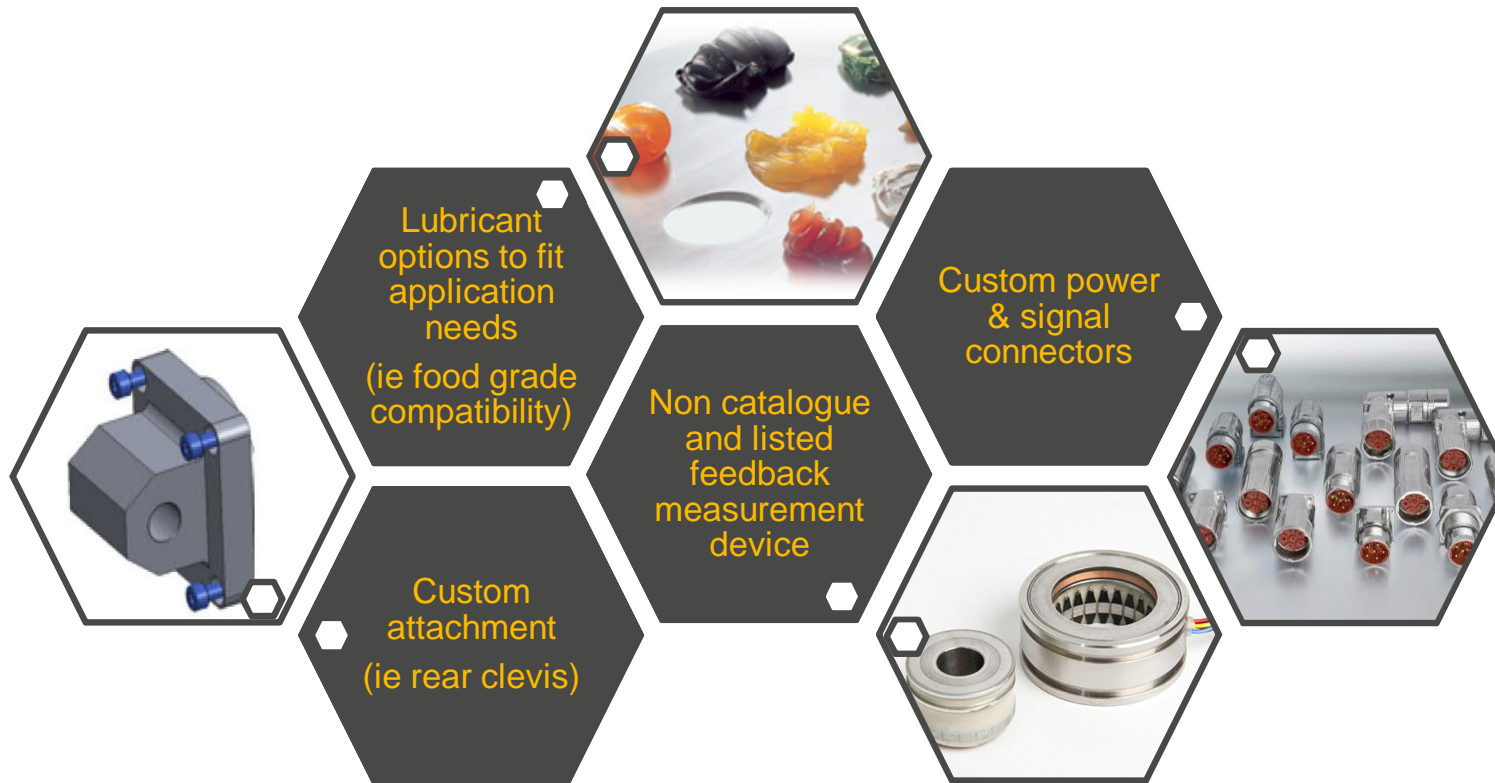 Lubricant
options to fit
application
needs
(ie food grade
compatibility)
Custom power
& signal
connectors
Non catalogue
and listed
feedback
measurement
device
Custom
attachment
(ie rear clevis)